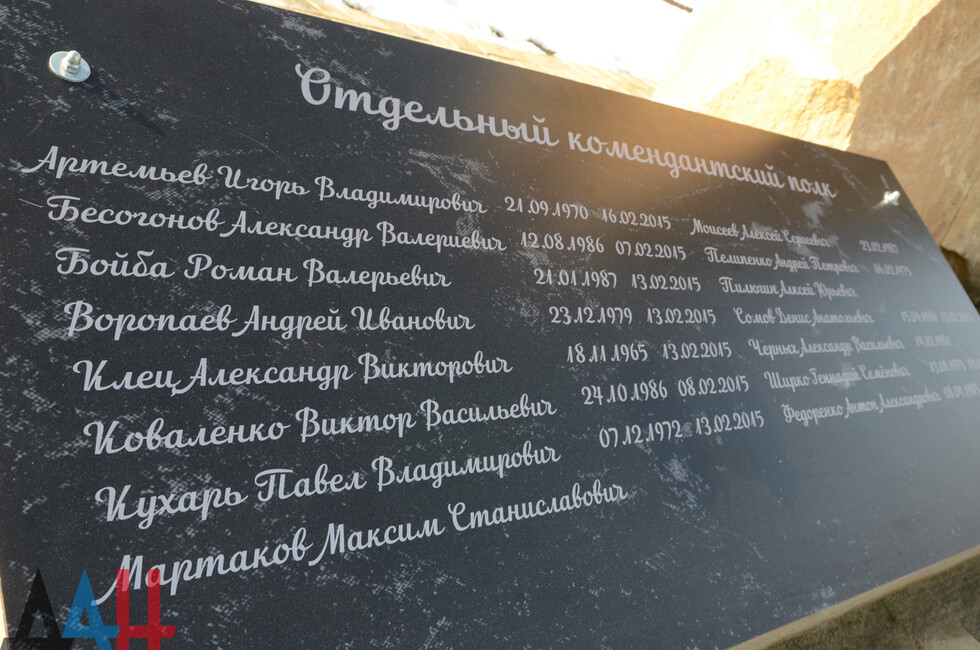 Отдельный комендантский полк
Артемьев Игорь Владимирович 21.09.1970 16.02.2015
Бесогонов Александр Валериевич 12.08.1986 07.02.2015
Бойба Роман Валерьевич 21.01.1987 13.02.2015
Воропаев Андрей Иванович 23.12.1979 13.02.2015
Клец Александр Викторович 18.11.1965 13.02.2015
Коваленко Виктор Васильевич 24.10.1986 08.02.2015
Кухарь Павел Владимирович 07.12.1972 13.02.2015
Мартаков Максим Станиславович
Моисеев Алексей Сергеевич
Пелипенко Андрей Петрович
Пилюгин Юрьевич
Сомов Денис Анатольевич
Черных Александр Васильевич
Ширко Геннадий Семёнович
Федоренко Антон Александрович
ДАН